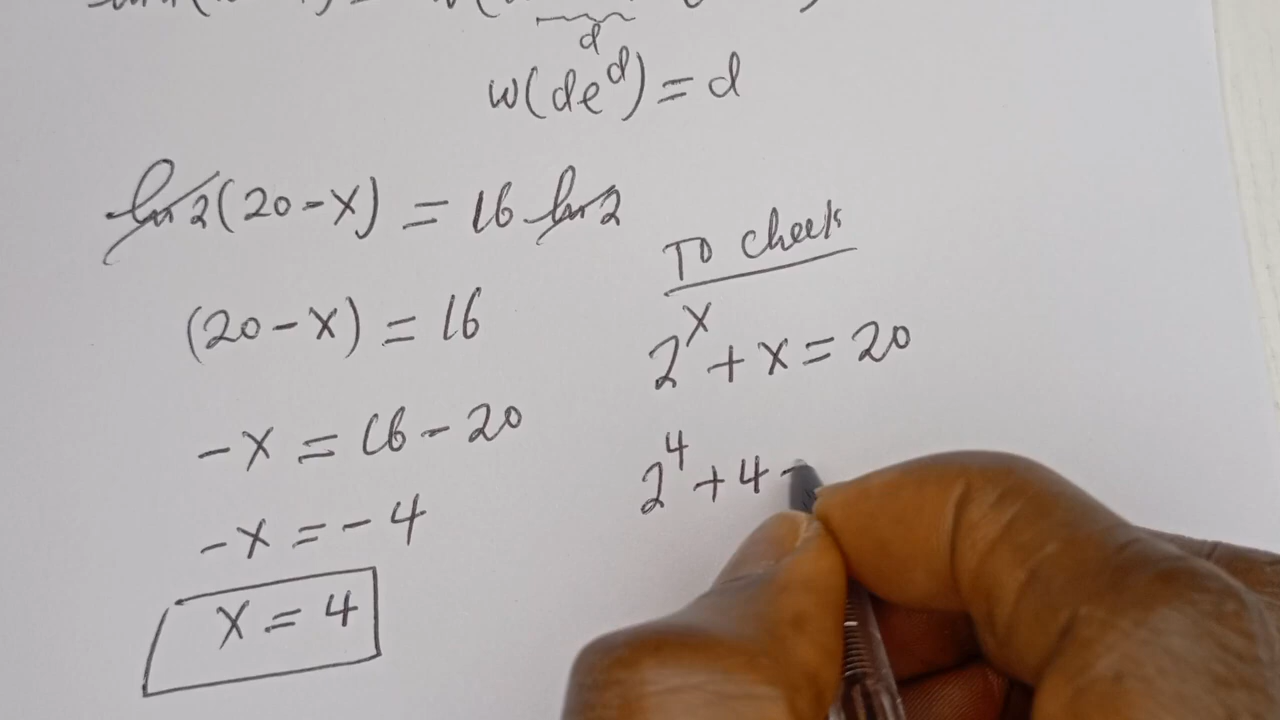 d
w(de^d) = d
ln2(20-x) = 16 ln2
(20-x) = 16
-x = 16-20
-x = -4
x = 4
To check
2^x + x = 20
2^4 + 4